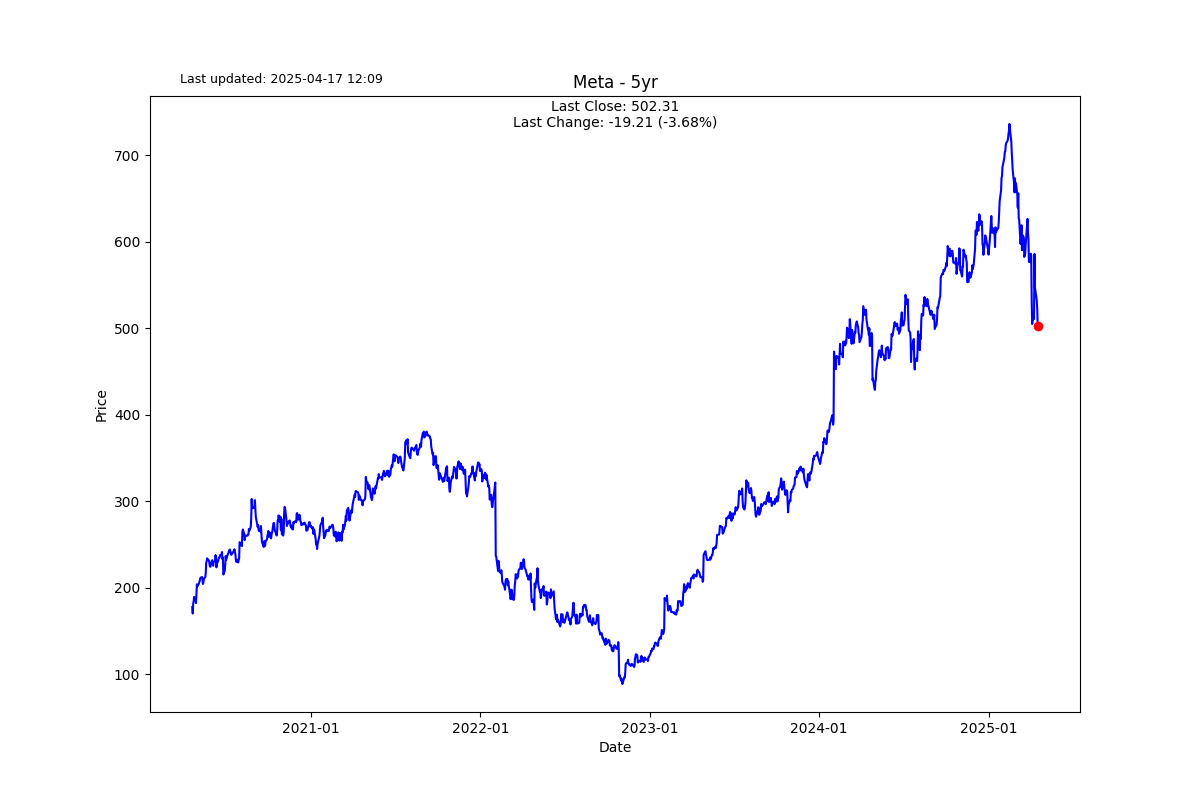 Last updated: 2025-04-17 12:09
Meta - 5yr
Last Close: 502.31
Last Change: -19.21 (-3.68%)
700
600
500
400
300
200
100
Price
2021-01
2022-01
2023-01
2024-01
2025-01
Date